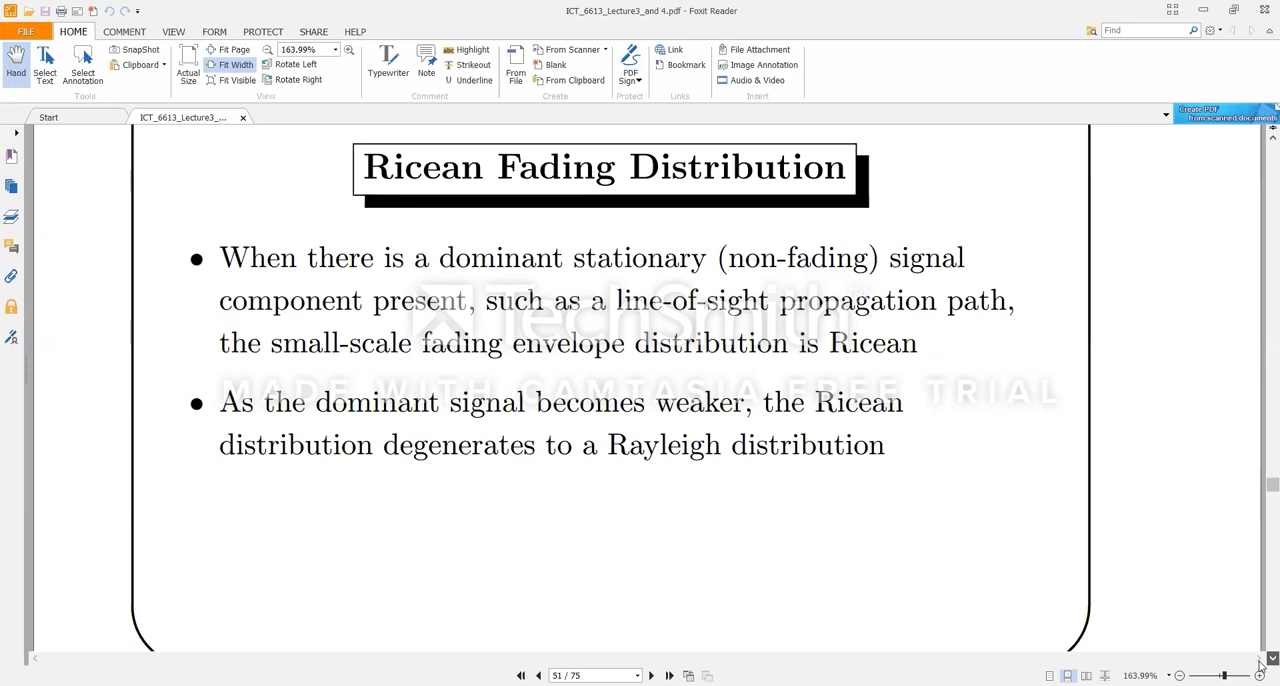 ICT_6613_Lecture3_and 4.pdf - Foxit Reader
FILE HOME COMMENT VIEW FORM PROTECT SHARE HELP
Find
Hand
Select Text
Select Annotation
SnapShot
Clipboard
Tools
Actual Size
Fit Page
Fit Width
Fit Visible
163.99%
Rotate Left
Rotate Right
View
Typewriter
Note
Highlight
Strikeout
Underline
Comment
From File
From Scanner
Blank
From Clipboard
Create
PDF Sign
Protect
Link
Bookmark
Links
File Attachment
Image Annotation
Audio & Video
Insert
Start
ICT_6613_Lecture3_...
Create PDF
from scanned documents
Ricean Fading Distribution
• When there is a dominant stationary (non-fading) signal
component present, such as a line-of-sight propagation path,
the small-scale fading envelope distribution is Ricean
• As the dominant signal becomes weaker, the Ricean
distribution degenerates to a Rayleigh distribution
TechSmith®
MADE WITH CAMTASIA FREE TRIAL
51 / 75
163.99%